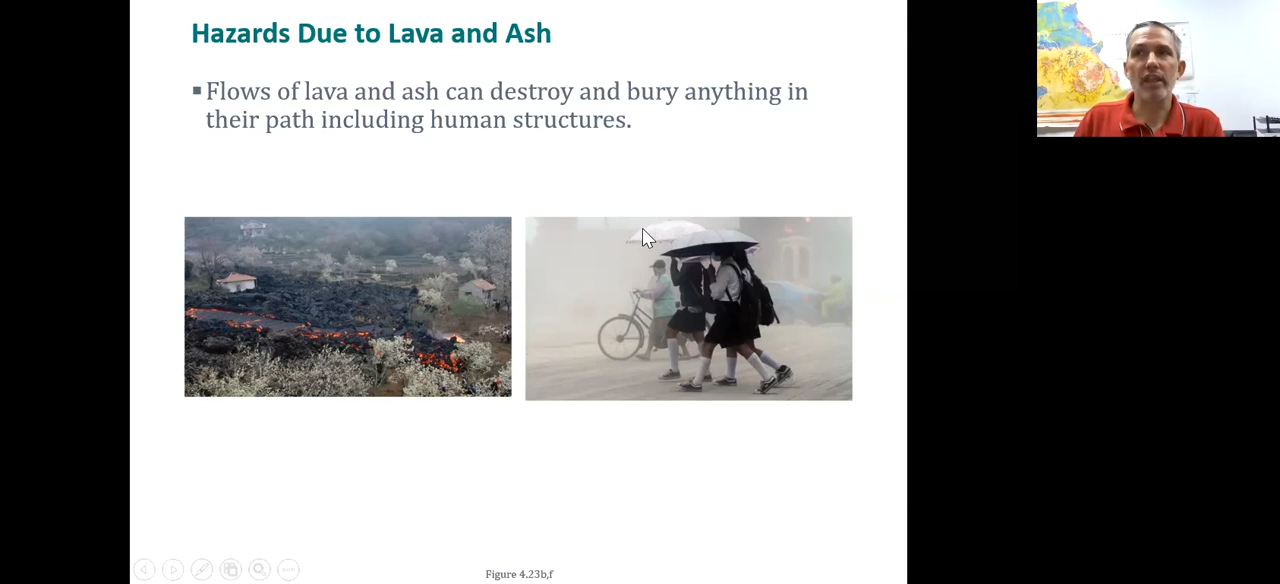 Hazards Due to Lava and Ash
▪ Flows of lava and ash can destroy and bury anything in
their path including human structures.
Figure 4.23b,f